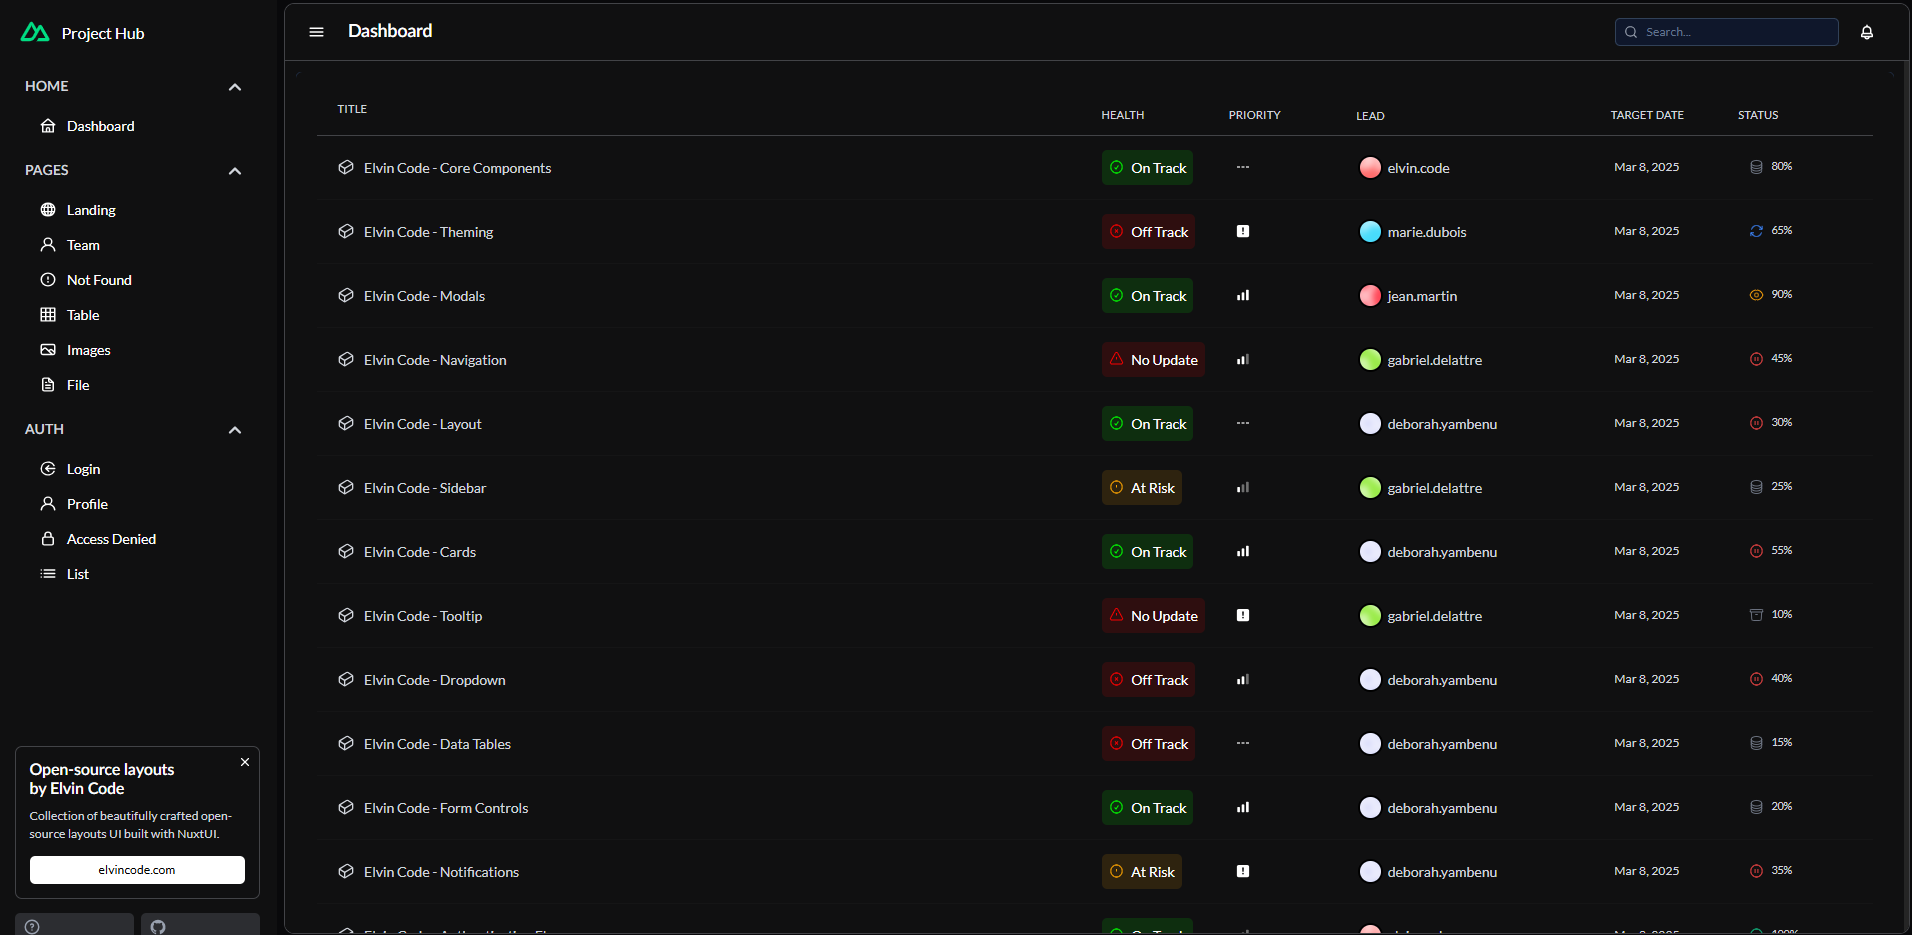 Project Hub
HOME
Dashboard
PAGES
Landing
Team
Not Found
Table
Images
File
AUTH
Login
Profile
Access Denied
List
Open-source layouts
by Elvin Code
Collection of beautifully crafted open-
source layouts UI built with NuxtUI.
elvincode.com
Dashboard
Search...
TITLE HEALTH PRIORITY LEAD TARGET DATE STATUS
Elvin Code - Core Components On Track --- elvin.code Mar 8, 2025 80%
Elvin Code - Theming Off Track marie.dubois Mar 8, 2025 65%
Elvin Code - Modals On Track jean.martin Mar 8, 2025 90%
Elvin Code - Navigation No Update gabriel.delattre Mar 8, 2025 45%
Elvin Code - Layout On Track --- deborah.yambenu Mar 8, 2025 30%
Elvin Code - Sidebar At Risk gabriel.delattre Mar 8, 2025 25%
Elvin Code - Cards On Track deborah.yambenu Mar 8, 2025 55%
Elvin Code - Tooltip No Update gabriel.delattre Mar 8, 2025 10%
Elvin Code - Dropdown Off Track deborah.yambenu Mar 8, 2025 40%
Elvin Code - Data Tables Off Track --- deborah.yambenu Mar 8, 2025 15%
Elvin Code - Form Controls On Track deborah.yambenu Mar 8, 2025 20%
Elvin Code - Notifications At Risk deborah.yambenu Mar 8, 2025 35%